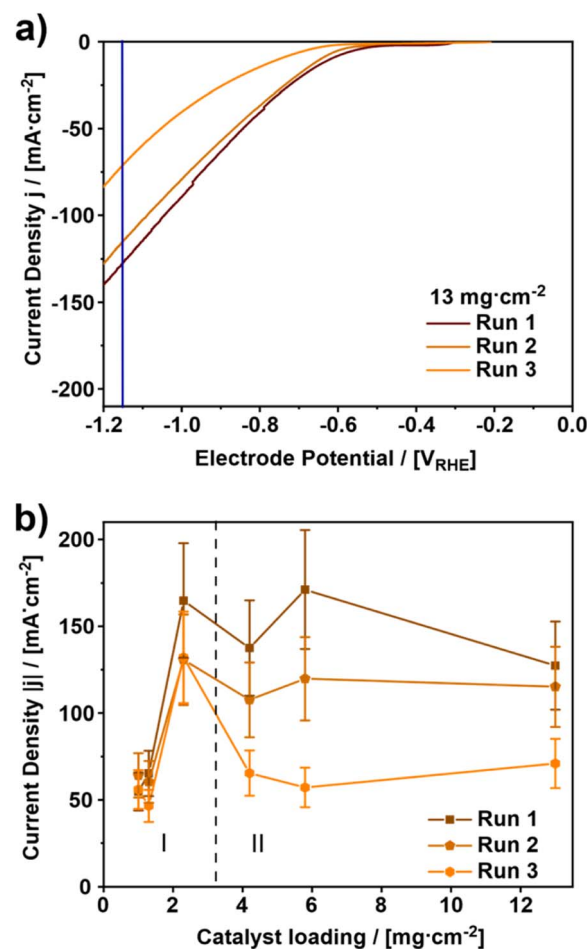 a)
0
-50
-100
-150
-200
Current Density j / [mA·cm⁻²]
13 mg·cm⁻²
Run 1
Run 2
Run 3
-1.2 -1.0 -0.8 -0.6 -0.4 -0.2 0.0
Electrode Potential / [V_RHE]
b)
200
150
100
50
0
Current Density |j| / [mA·cm⁻²]
I II
Run 1
Run 2
Run 3
0 2 4 6 8 10 12
Catalyst loading / [mg·cm⁻²]